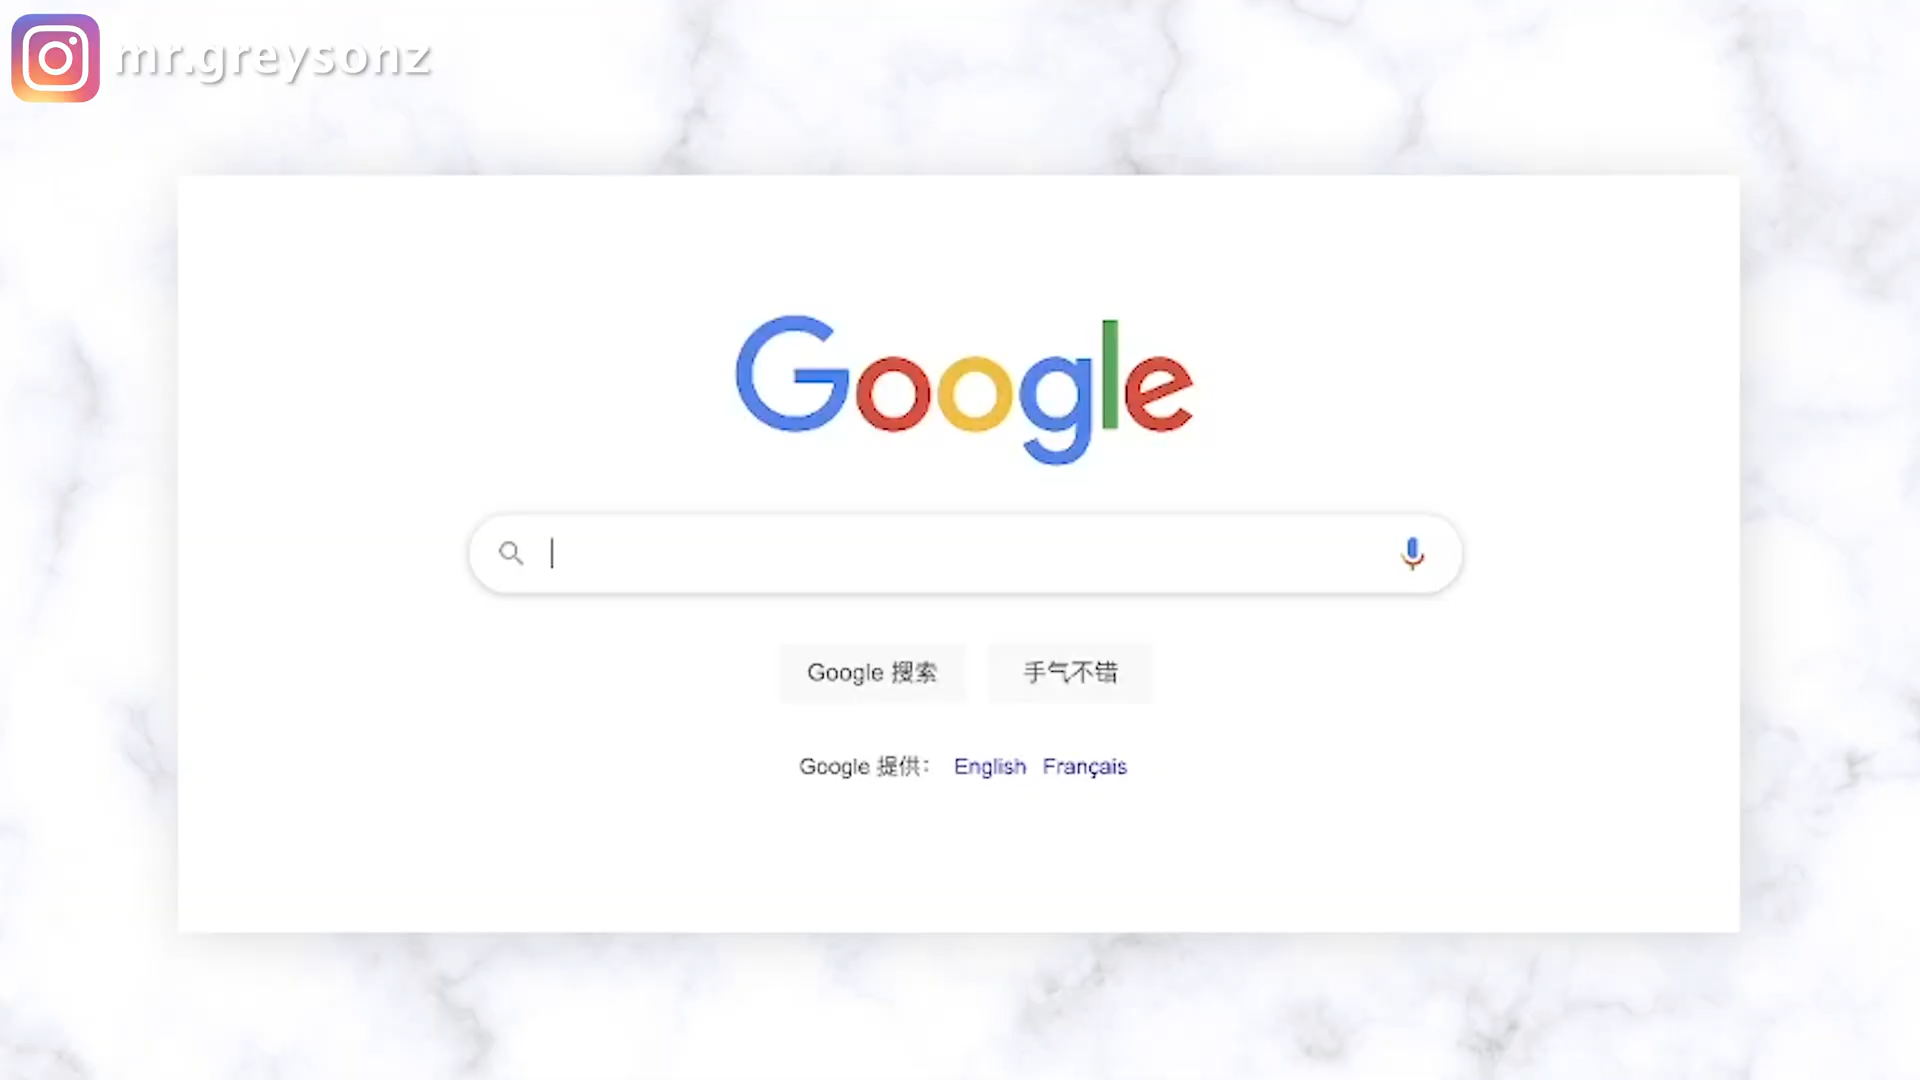 mr.greysonz
Google
Google 搜索
手气不错
Google 提供： English Français